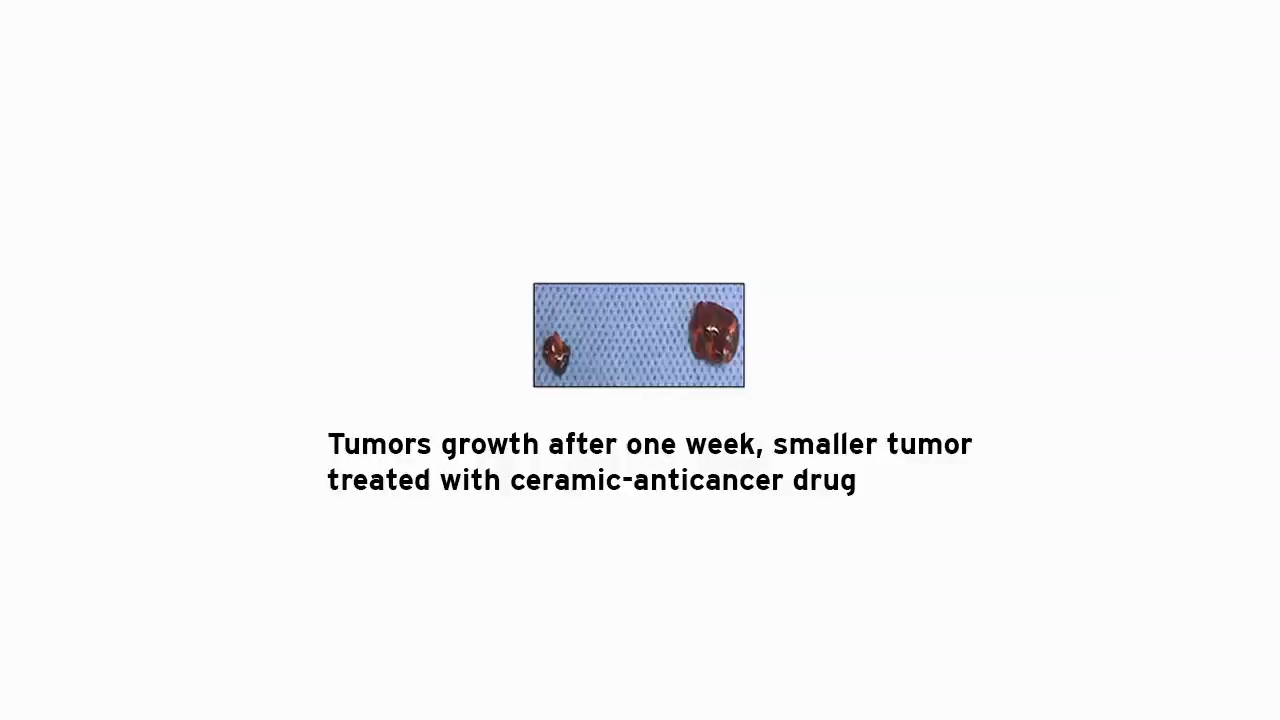 Tumors growth after one week, smaller tumor
treated with ceramic-anticancer drug